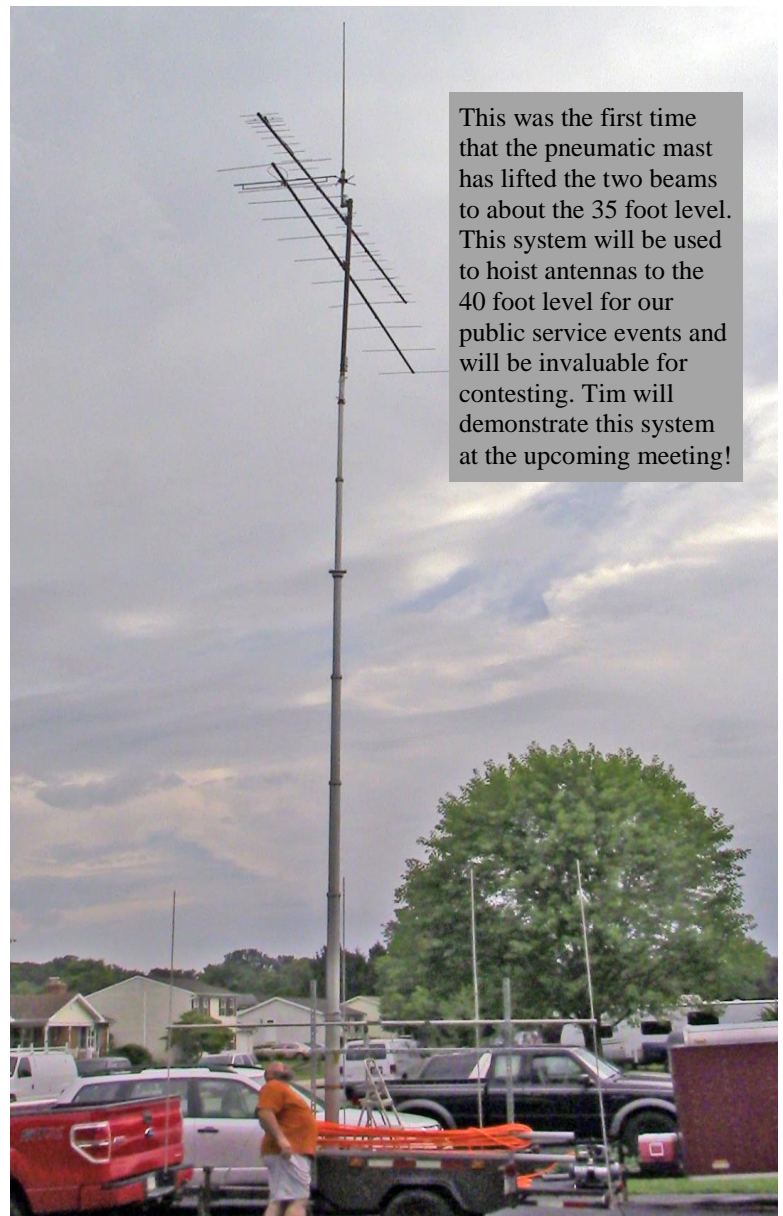 This was the first time
that the pneumatic mast
has lifted the two beams
to about the 35 foot level.
This system will be used
to hoist antennas to the
40 foot level for our
public service events and
will be invaluable for
contesting. Tim will
demonstrate this system
at the upcoming meeting!